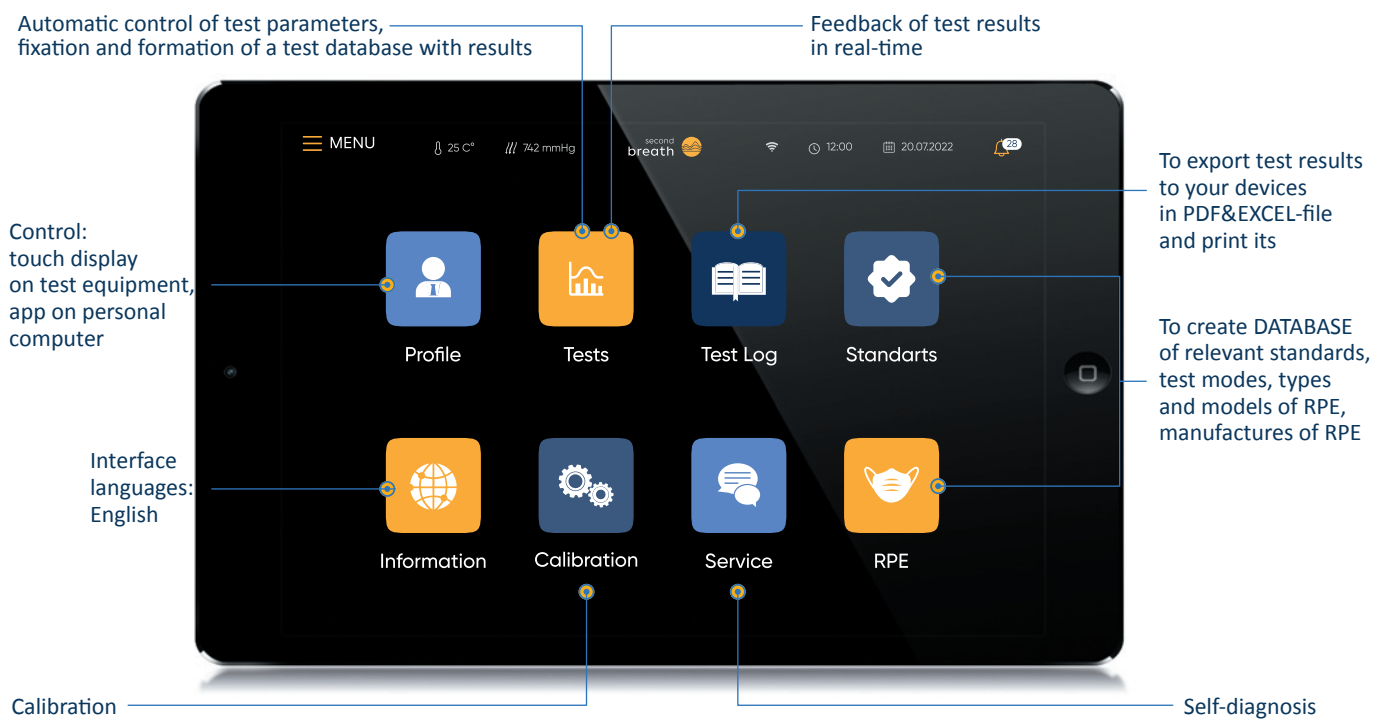 Automatic control of test parameters,
fixation and formation of a test database with results
Feedback of test results
in real-time
MENU
25 C°
742 mmHg
second
breath
12:00
20.07.2022
28
To export test results
to your devices
in PDF&EXCEL-file
and print its
Control:
touch display
on test equipment,
app on personal
computer
Profile
Tests
Test Log
Standarts
To create DATABASE
of relevant standards,
test modes, types
and models of RPE,
manufactures of RPE
Interface
languages:
English
Information
Calibration
Service
RPE
Calibration
Self-diagnosis